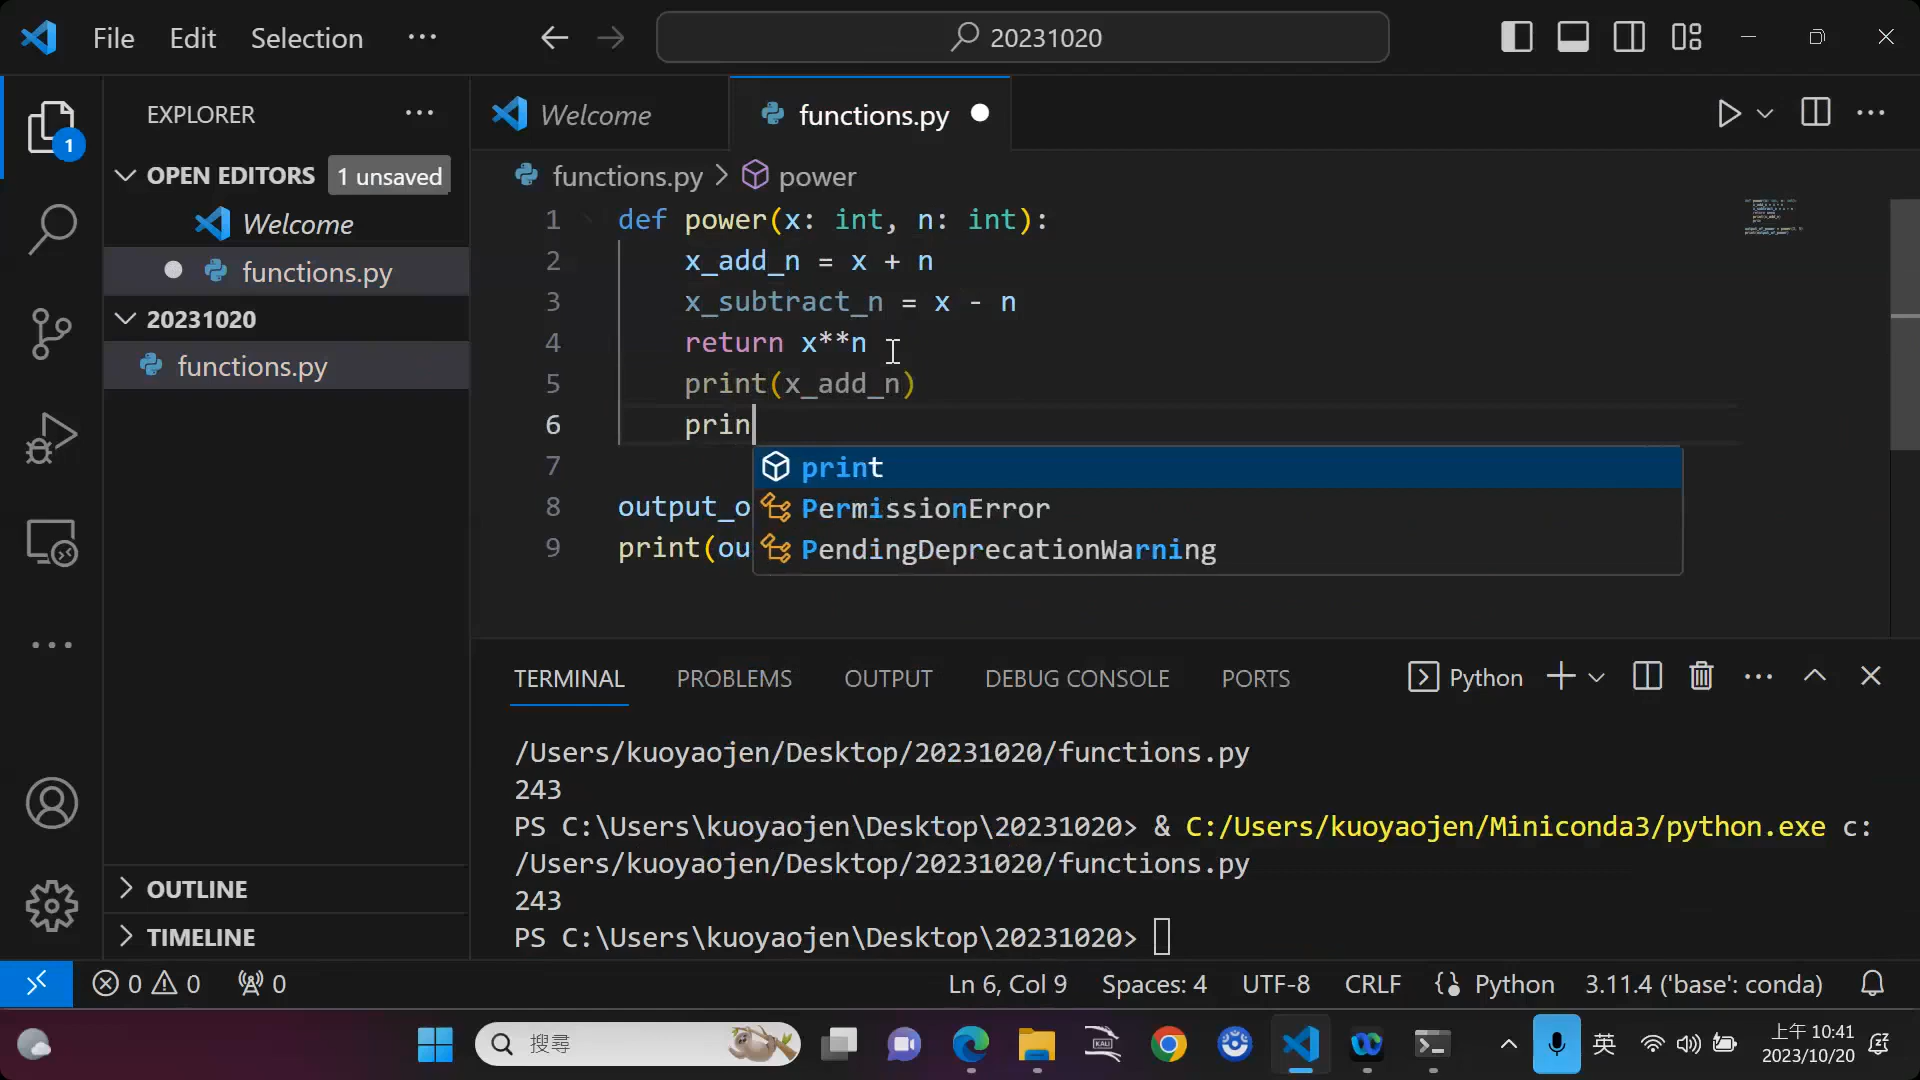 File Edit Selection ··· 20231020
EXPLORER ···
OPEN EDITORS 1 unsaved
Welcome
functions.py
20231020
functions.py
OUTLINE
TIMELINE
1
Welcome functions.py
functions.py > power
1 def power(x: int, n: int):
2 x_add_n = x + n
3 x_subtract_n = x - n
4 return x**n
5 print(x_add_n)
6 prin
7
8 output_o
9 print(ou
print
PermissionError
PendingDeprecationWarning
TERMINAL PROBLEMS OUTPUT DEBUG CONSOLE PORTS Python
/Users/kuoyaojen/Desktop/20231020/functions.py
243
PS C:\Users\kuoyaojen\Desktop\20231020> & C:/Users/kuoyaojen/Miniconda3/python.exe c:
/Users/kuoyaojen/Desktop/20231020/functions.py
243
PS C:\Users\kuoyaojen\Desktop\20231020>
0 0 0 Ln 6, Col 9 Spaces: 4 UTF-8 CRLF Python 3.11.4 ('base': conda)
搜尋 KALI 英 上午 10:41
2023/10/20